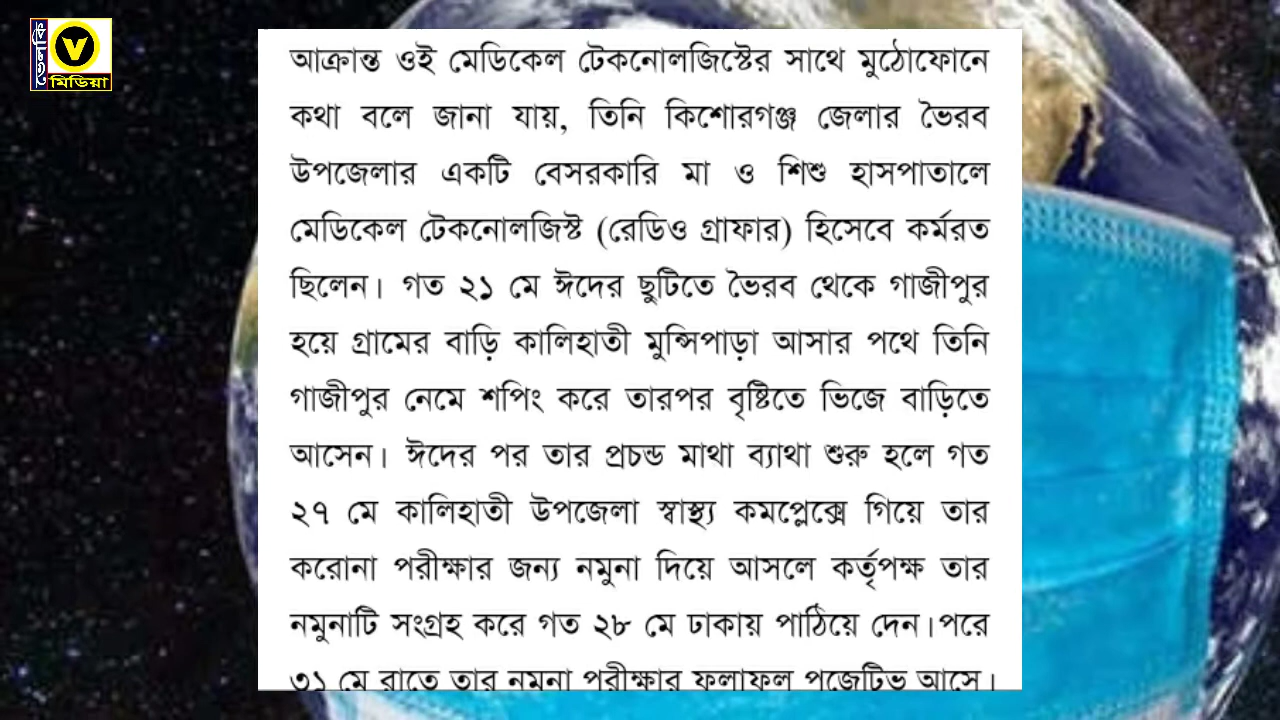 ভেলকি
V
মিডিয়া
আক্রান্ত ওই মেডিকেল টেকনোলজিস্টের সাথে মুঠোফোনে
কথা বলে জানা যায়, তিনি কিশোরগঞ্জ জেলার ভৈরব
উপজেলার একটি বেসরকারি মা ও শিশু হাসপাতালে
মেডিকেল টেকনোলজিস্ট (রেডিও গ্রাফার) হিসেবে কর্মরত
ছিলেন। গত ২১ মে ঈদের ছুটিতে ভৈরব থেকে গাজীপুর
হয়ে গ্রামের বাড়ি কালিহাতী মুন্সিপাড়া আসার পথে তিনি
গাজীপুর নেমে শপিং করে তারপর বৃষ্টিতে ভিজে বাড়িতে
আসেন। ঈদের পর তার প্রচন্ড মাথা ব্যাথা শুরু হলে গত
২৭ মে কালিহাতী উপজেলা স্বাস্থ্য কমপ্লেক্সে গিয়ে তার
করোনা পরীক্ষার জন্য নমুনা দিয়ে আসলে কর্তৃপক্ষ তার
নমুনাটি সংগ্রহ করে গত ২৮ মে ঢাকায় পাঠিয়ে দেন।পরে
৩১ মে রাতে তার নমুনা পরীক্ষার ফলাফল পজেটিভ আসে।